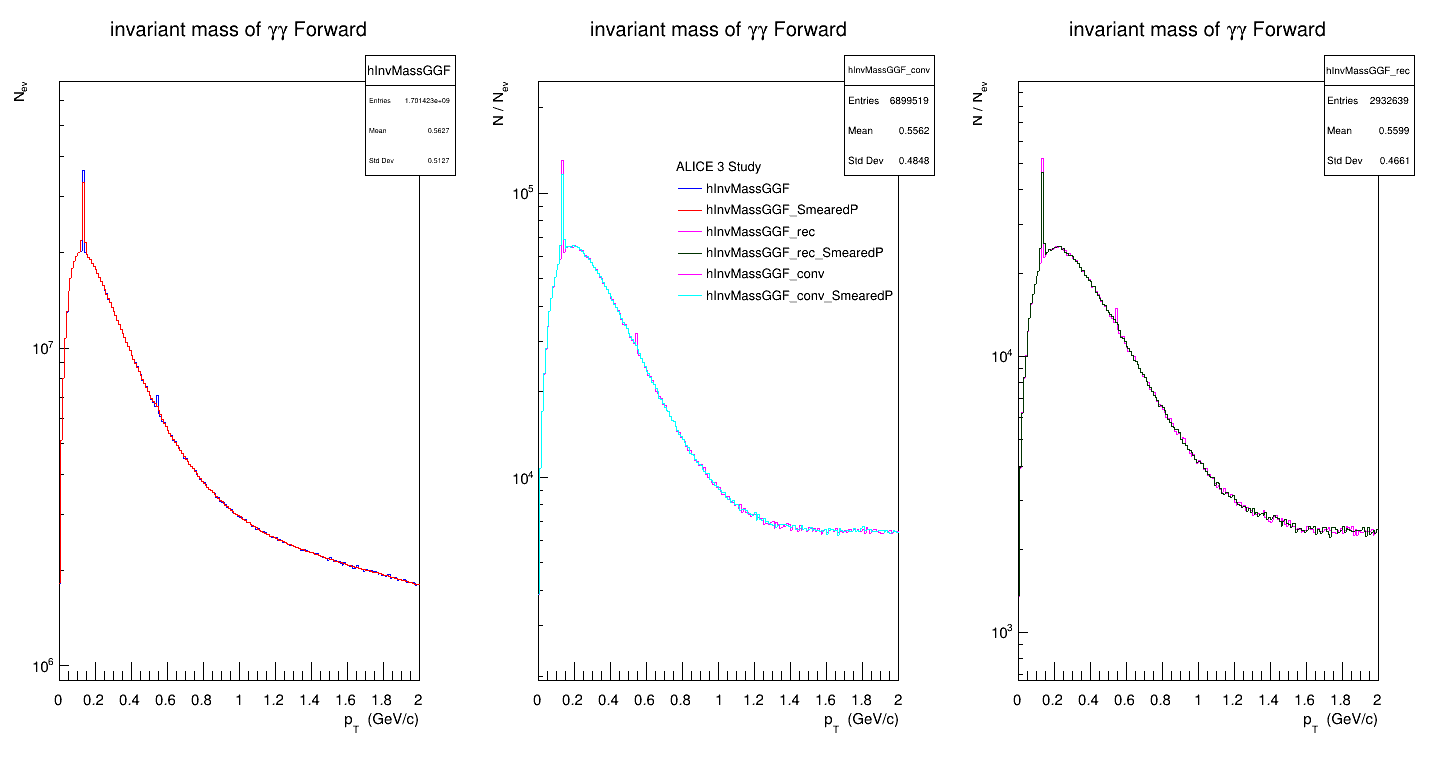 invariant mass of γγ Forward
N_ev
hInvMassGGF
Entries 1.701423e+09
Mean 0.5627
Std Dev 0.5127
10^7
10^6
0 0.2 0.4 0.6 0.8 1 1.2 1.4 1.6 1.8 2
p_T (GeV/c)
invariant mass of γγ Forward
N / N_ev
hInvMassGGF_conv
Entries 6899519
Mean 0.5562
Std Dev 0.4848
ALICE 3 Study
hInvMassGGF
hInvMassGGF_SmearedP
hInvMassGGF_rec
hInvMassGGF_rec_SmearedP
hInvMassGGF_conv
hInvMassGGF_conv_SmearedP
10^5
10^4
0 0.2 0.4 0.6 0.8 1 1.2 1.4 1.6 1.8 2
p_T (GeV/c)
invariant mass of γγ Forward
N / N_ev
hInvMassGGF_rec
Entries 2932639
Mean 0.5599
Std Dev 0.4661
10^4
10^3
0 0.2 0.4 0.6 0.8 1 1.2 1.4 1.6 1.8 2
p_T (GeV/c)